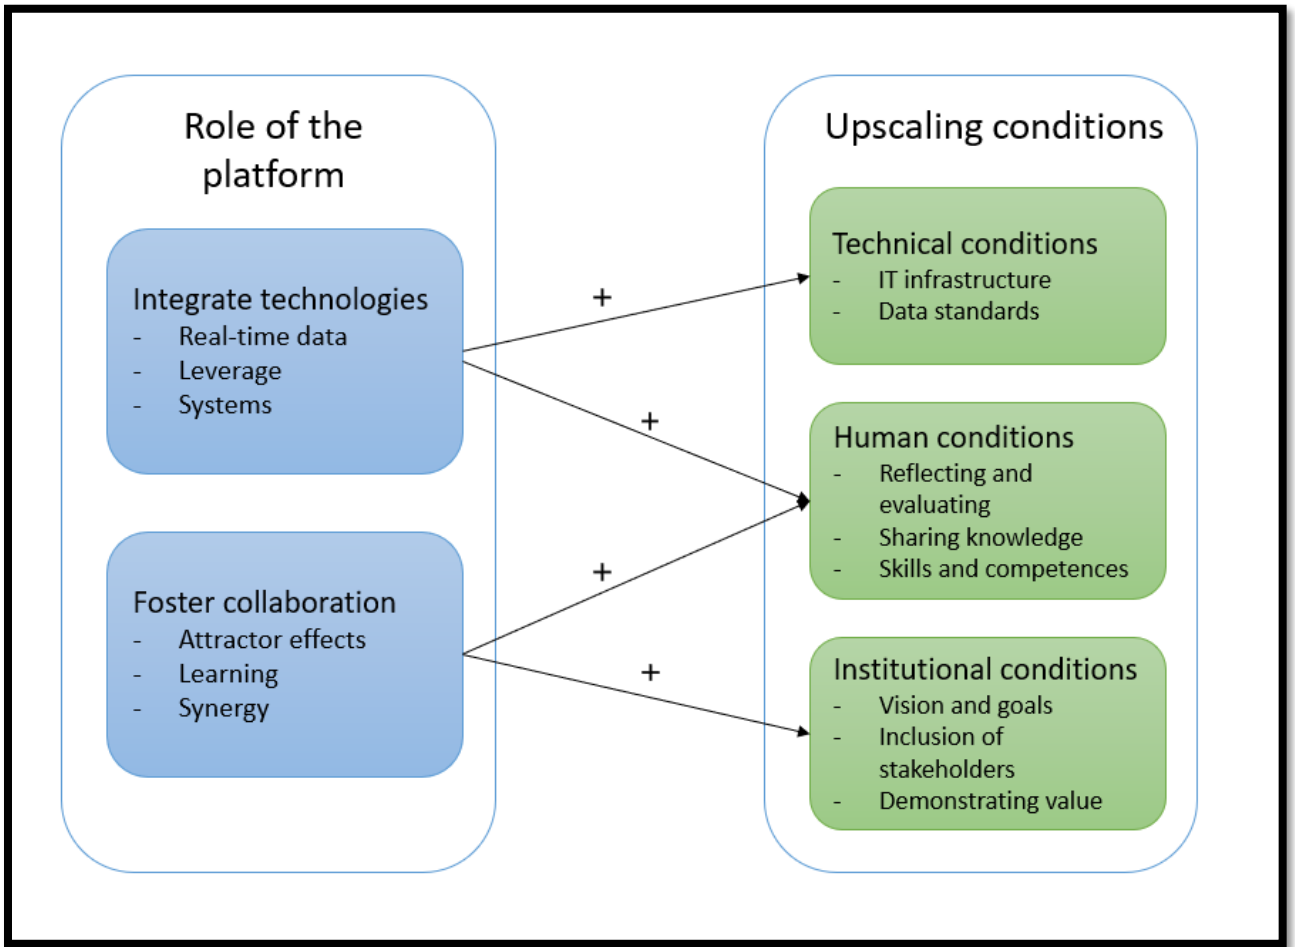 Role of the
platform
Integrate technologies
- Real-time data
- Leverage
- Systems
Foster collaboration
- Attractor effects
- Learning
- Synergy
+
+
+
+
Upscaling conditions
Technical conditions
- IT infrastructure
- Data standards
Human conditions
- Reflecting and
evaluating
- Sharing knowledge
- Skills and competences
Institutional conditions
- Vision and goals
- Inclusion of
stakeholders
- Demonstrating value